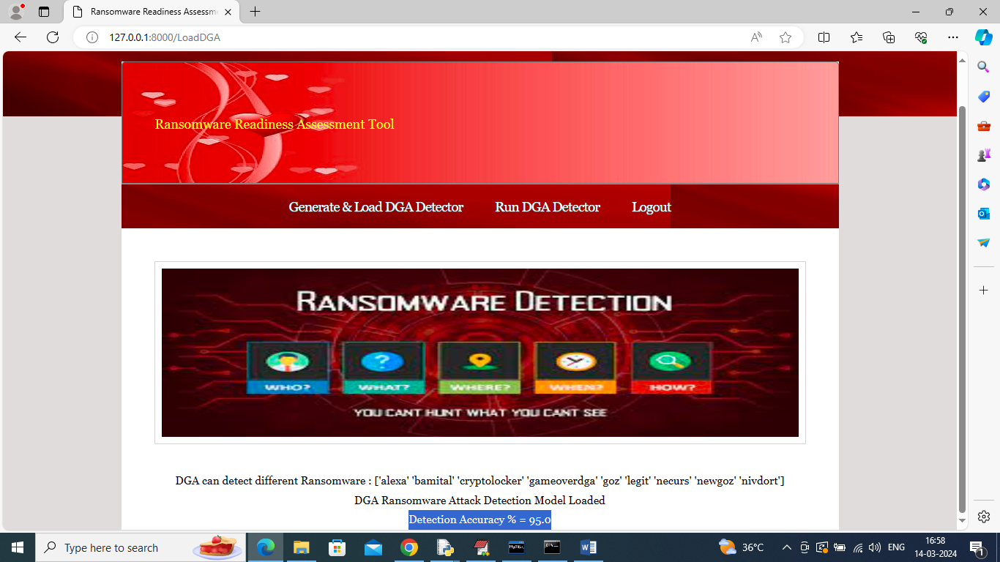 Ransomware Readiness Assessm
127.0.0.1:8000/LoadDGA
Ransomware Readiness Assessment Tool
Generate & Load DGA Detector Run DGA Detector Logout
RANSOMWARE DETECTION
WHO? WHAT? WHERE? WHEN? HOW?
YOU CANT HUNT WHAT YOU CANT SEE
DGA can detect different Ransomware : ['alexa' 'bamital' 'cryptolocker' 'gameoverdga' 'goz' 'legit' 'necurs' 'newgoz' 'nivdort']
DGA Ransomware Attack Detection Model Loaded
Detection Accuracy % = 95.0
Type here to search
36°C
ENG
16:58
14-03-2024
1